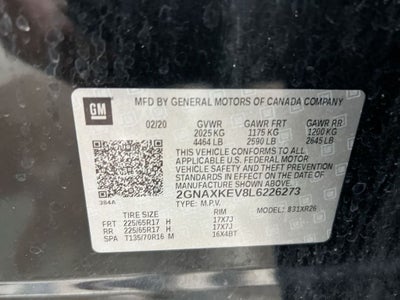 GM
MFD BY GENERAL MOTORS OF CANADA COMPANY
02/20 GVWR GAWR FRT GAWR RR
2025 KG 1175 KG 1200 KG
4464 LB 2590 LB 2645 LB
THIS VEHICLE CONFORMS TO ALL
APPLICABLE U.S. FEDERAL MOTOR
VEHICLE SAFETY AND THEFT
PREVENTION STANDARDS IN
EFFECT ON THE DATE OF
MANUFACTURE SHOWN ABOVE.
2GNAXKEV8L6226273
384A TYPE: M.P.V. MODEL: 831XR26
TIRE SIZE RIM
FRT 225/65R17 H 17X7J
RR 225/65R17 H 17X7J
SPA T135/70R16 M 16X4BT